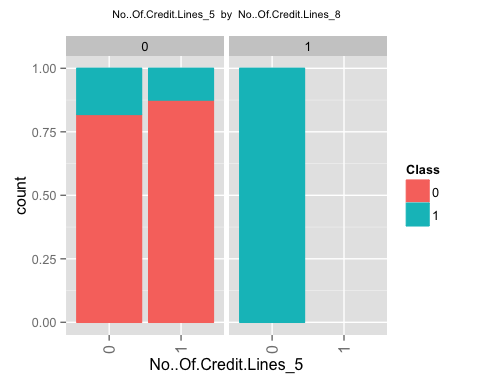 No..Of.Credit.Lines_5 by No..Of.Credit.Lines_8
0 1
1.00
0.75
0.50
0.25
0.00
count
0 1 0 1
No..Of.Credit.Lines_5
Class
0
1